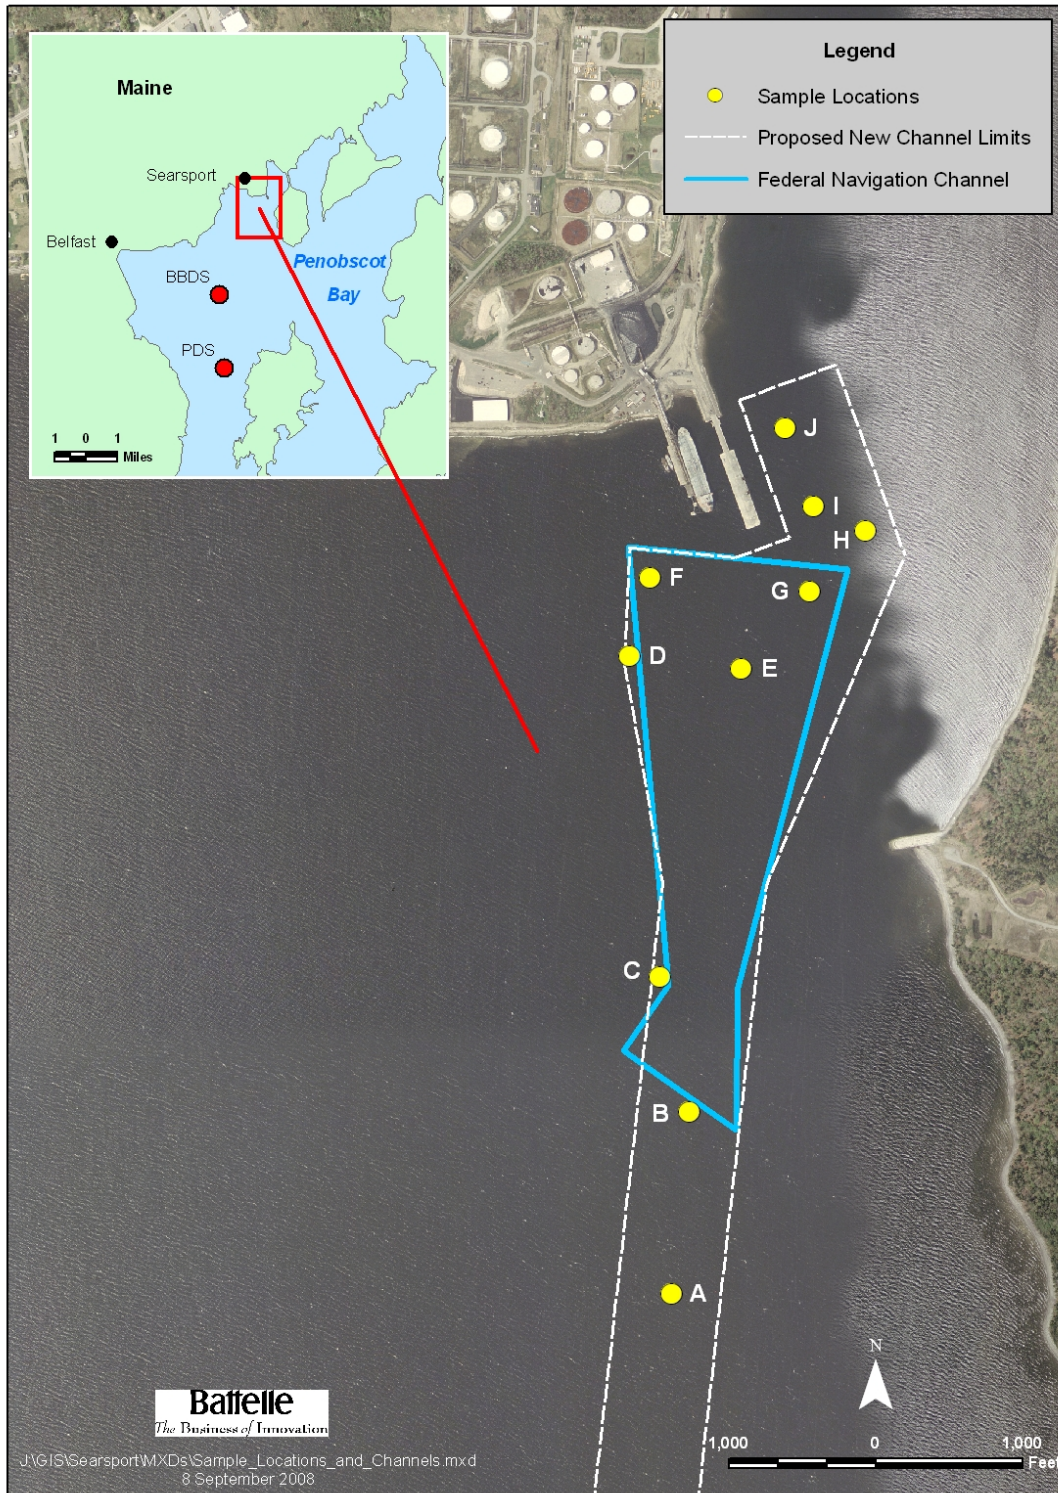 Maine
Searsport
Belfast
BBDS
PDS
Penobscot
Bay
1 0 1
Miles
Legend
Sample Locations
Proposed New Channel Limits
Federal Navigation Channel
J
I
H
F
G
D
E
C
B
A
N
Battelle
The Business of Innovation
J:\GIS\Searsport\MXDs\Sample_Locations_and_Channels.mxd
8 September 2008
1,000 0 1,000
Feet